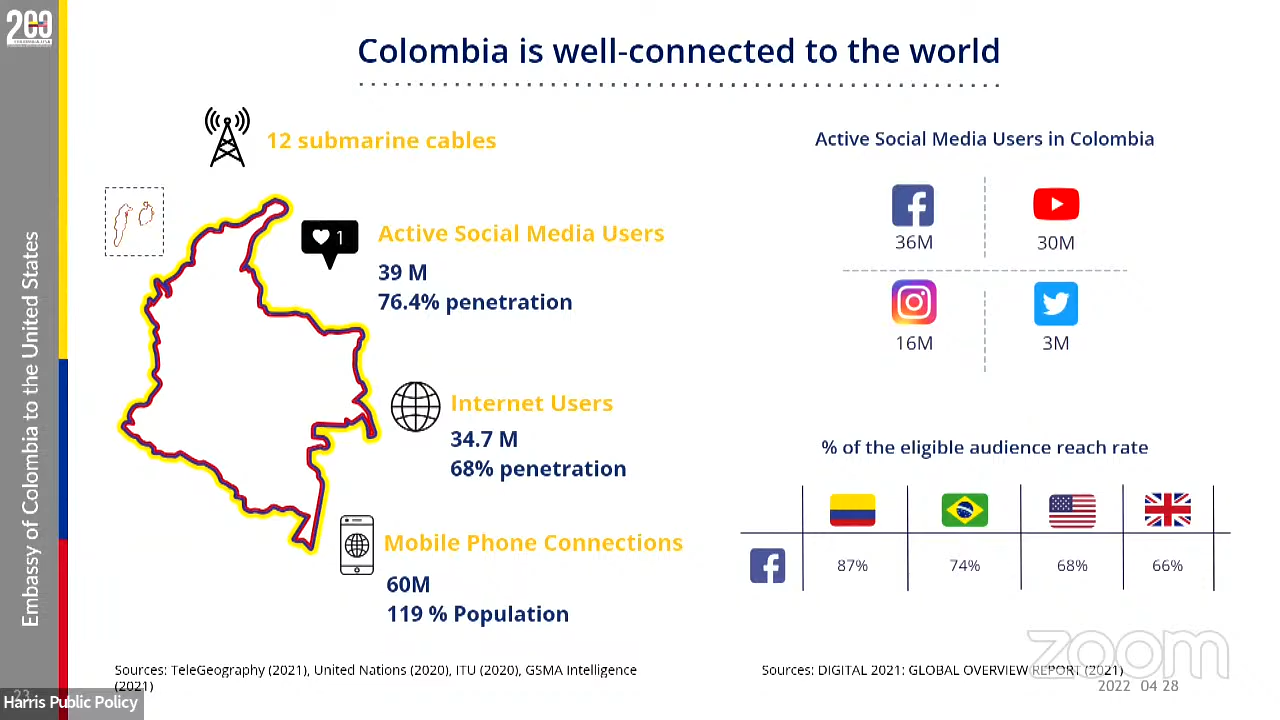 200
Embassy of Colombia to the United States
Colombia is well-connected to the world
12 submarine cables
1
Active Social Media Users
39 M
76.4% penetration
Internet Users
34.7 M
68% penetration
Mobile Phone Connections
60M
119 % Population
Sources: TeleGeography (2021), United Nations (2020), ITU (2020), GSMA Intelligence
(2021)
Active Social Media Users in Colombia
36M
30M
16M
3M
% of the eligible audience reach rate
87%
74%
68%
66%
Sources: DIGITAL 2021: GLOBAL OVERVIEW REPORT (2021)
zoom
2022 04 28
23
Harris Public Policy